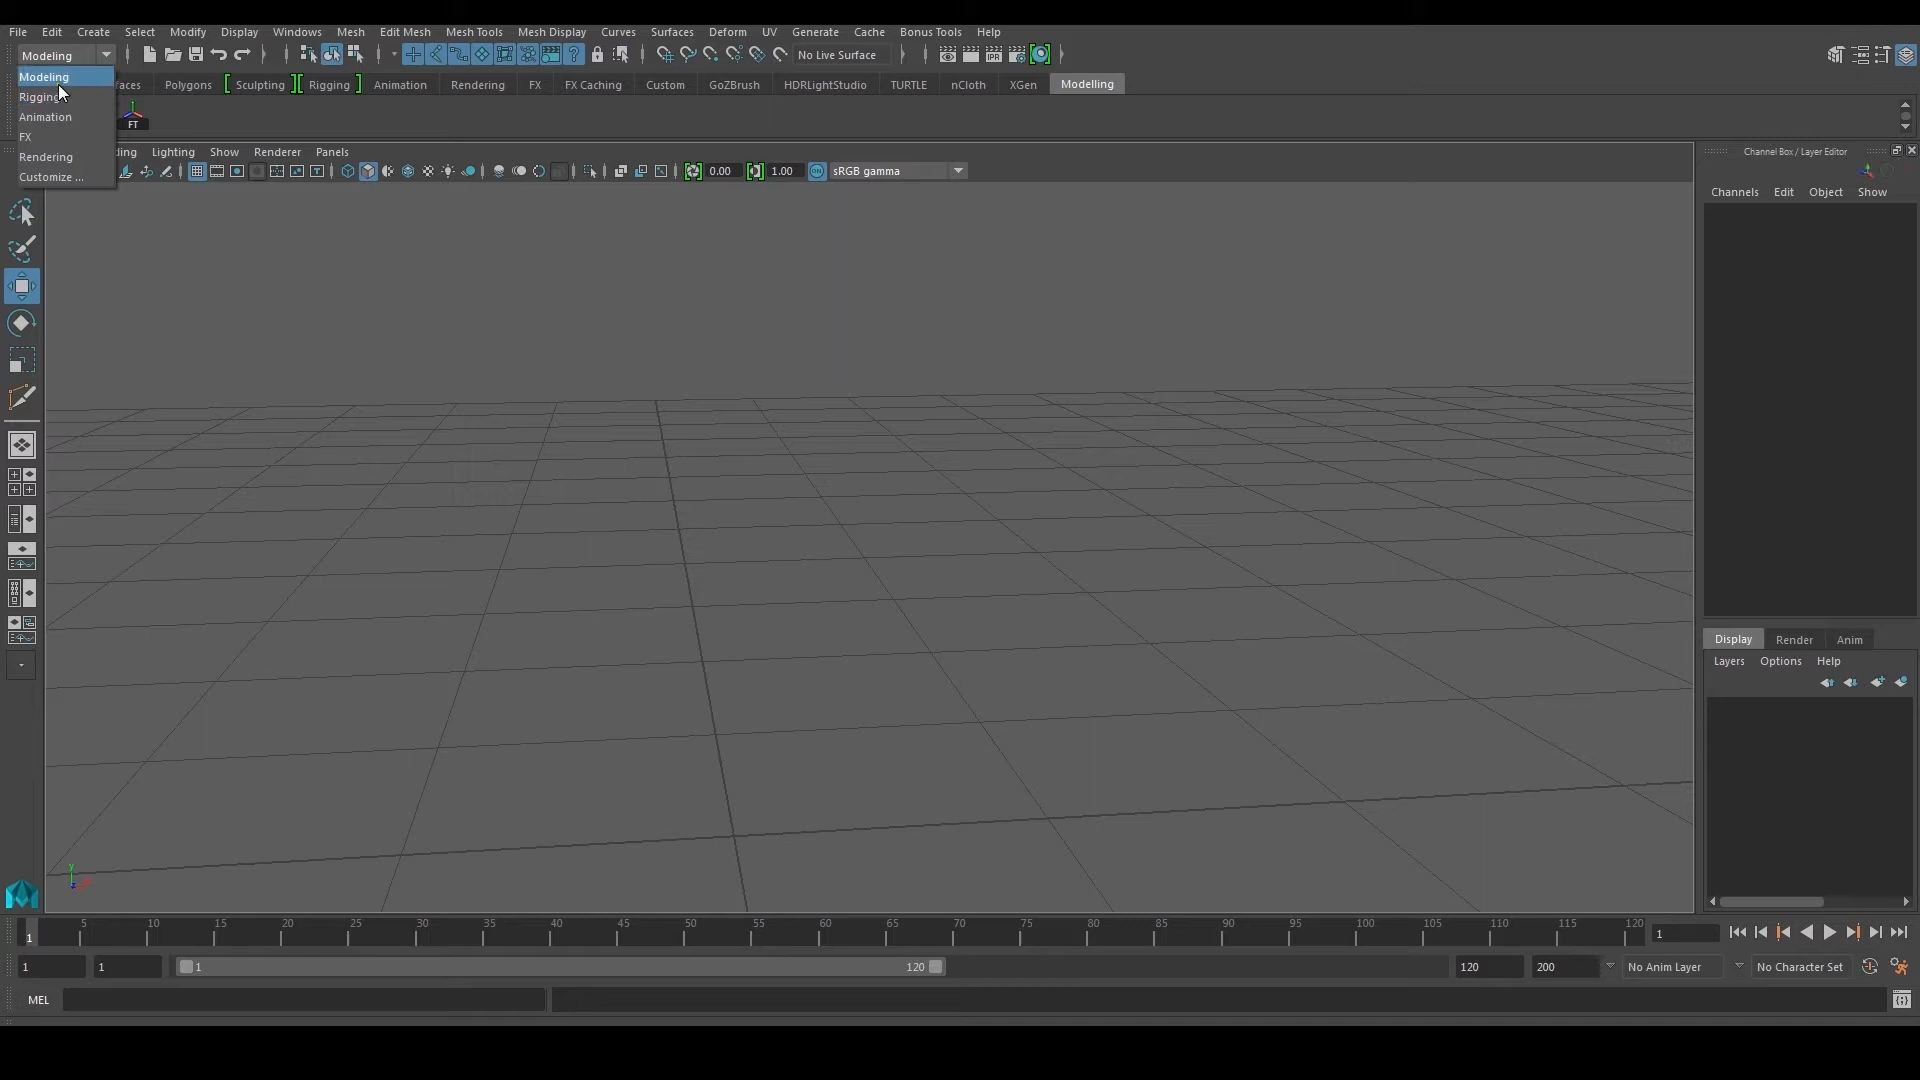 File Edit Create Select Modify Display Windows Mesh Edit Mesh Mesh Tools Mesh Display Curves Surfaces Deform UV Generate Cache Bonus Tools Help
Modeling No Live Surface
Modeling
Rigging
Animation
FX
Rendering
Customize ...
faces Polygons Sculpting Rigging Animation Rendering FX FX Caching Custom GoZBrush HDRLightStudio TURTLE nCloth XGen Modelling
FT
ding Lighting Show Renderer Panels
0.00 1.00 ON sRGB gamma
Channel Box / Layer Editor
Channels Edit Object Show
Display Render Anim
Layers Options Help
y
5 10 15 20 25 30 35 40 45 50 55 60 65 70 75 80 85 90 95 100 105 110 115 120
1 1
1 1 1 120 120 200 No Anim Layer No Character Set
MEL